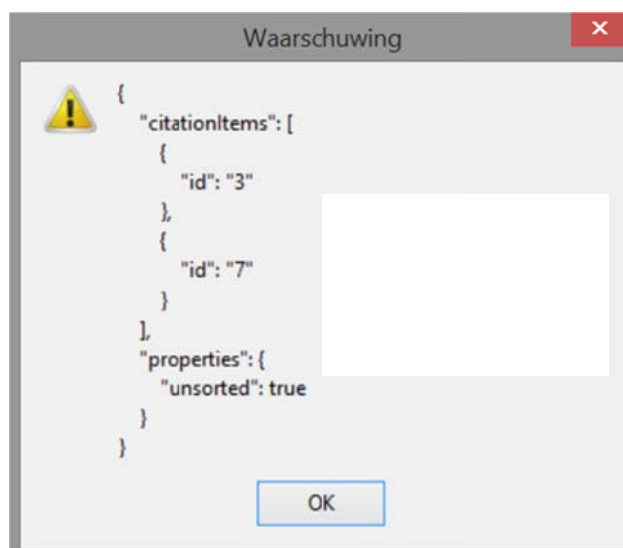 Waarschuwing
{
"citationItems": [
{
"id": "3"
},
{
"id": "7"
}
],
"properties": {
"unsorted": true
}
}
OK